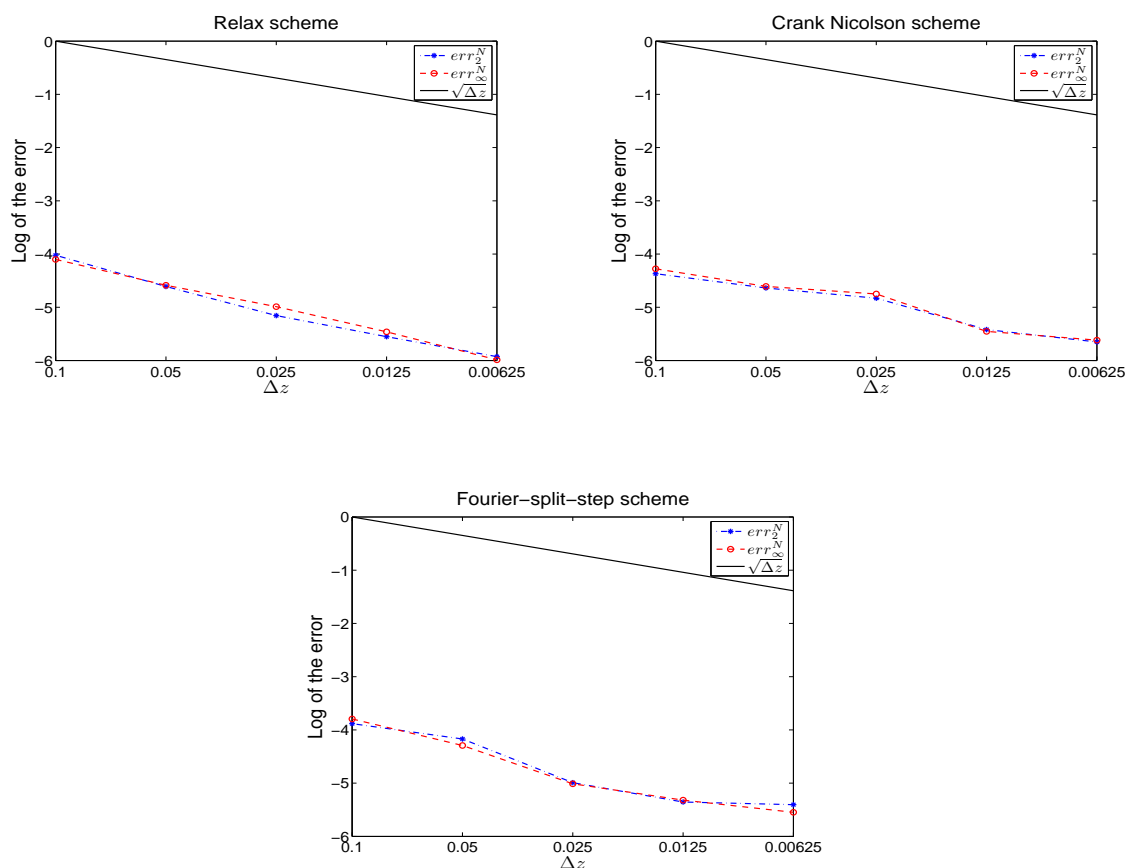 Relax scheme
Log of the error
0
−1
−2
−3
−4
−5
−6
0.1 0.05 0.025 0.0125 0.00625
Δz
err_2^N
err_∞^N
√Δz
Crank Nicolson scheme
Log of the error
0
−1
−2
−3
−4
−5
−6
0.1 0.05 0.025 0.0125 0.00625
Δz
err_2^N
err_∞^N
√Δz
Fourier−split−step scheme
Log of the error
0
−1
−2
−3
−4
−5
−6
0.1 0.05 0.025 0.0125 0.00625
Δz
err_2^N
err_∞^N
√Δz